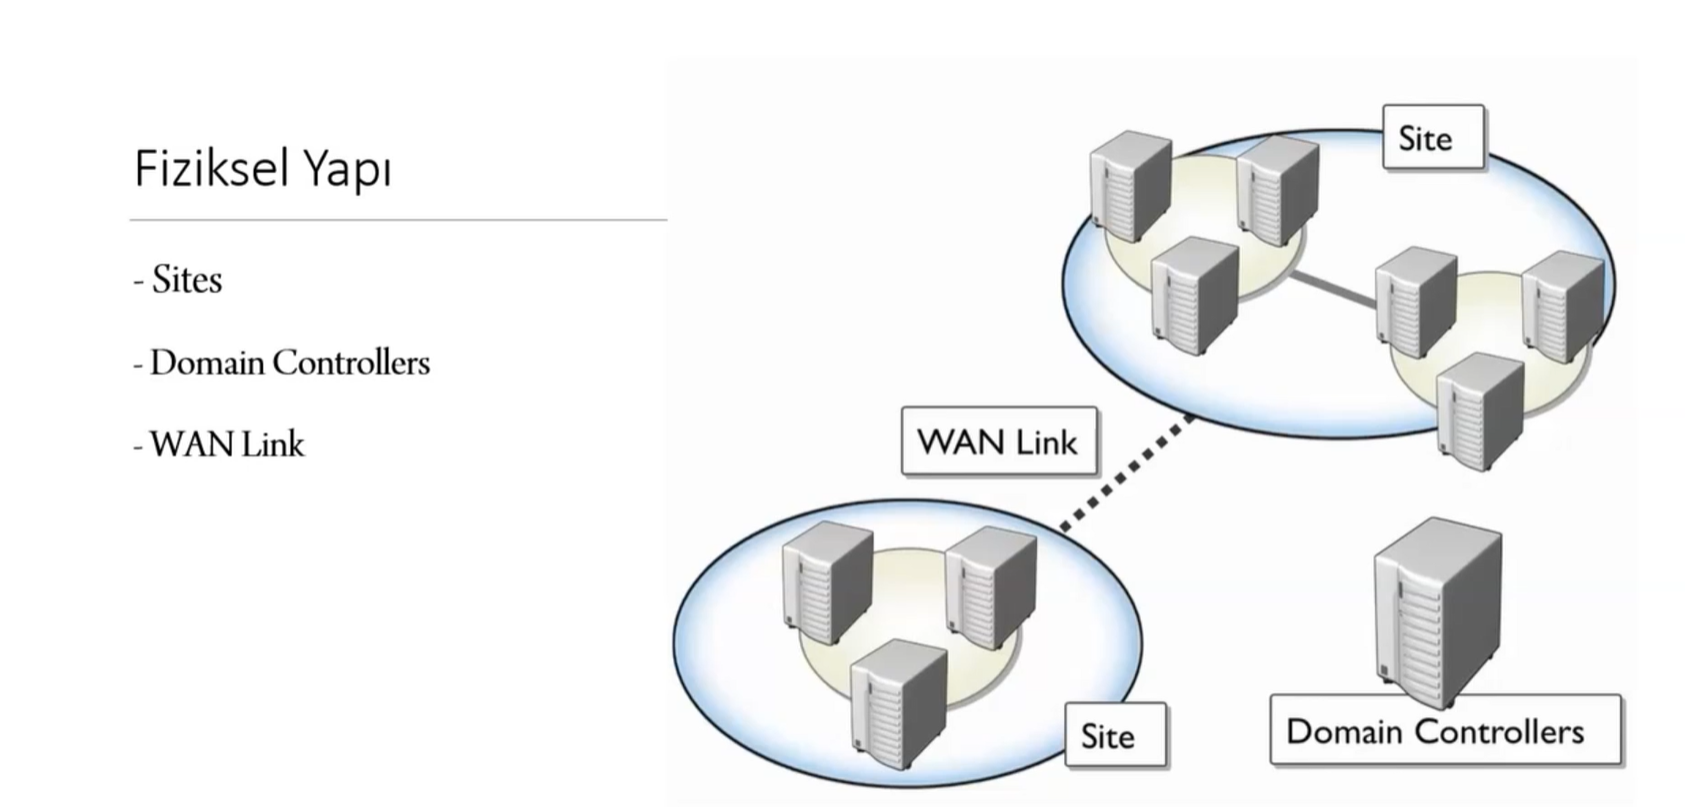 Fiziksel Yapı
- Sites
- Domain Controllers
- WAN Link
Site
WAN Link
Site
Domain Controllers